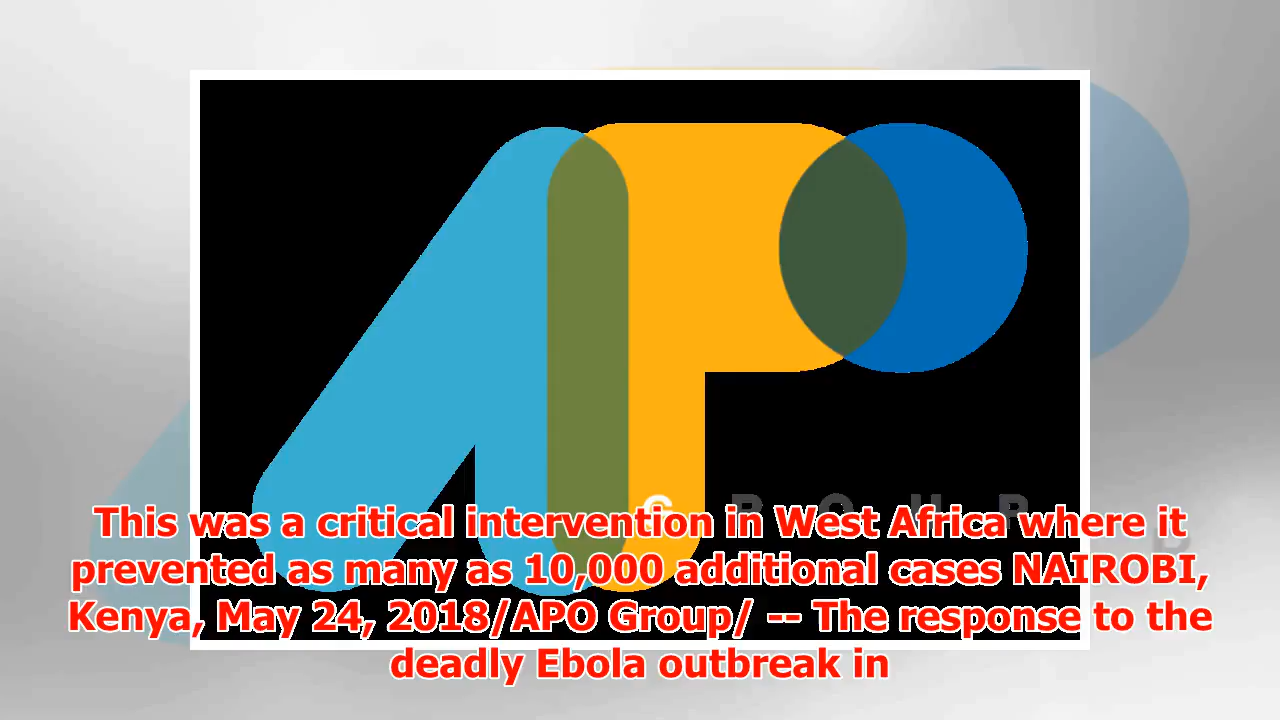 G R O U P
This was a critical intervention in West Africa where it
prevented as many as 10,000 additional cases NAIROBI,
Kenya, May 24, 2018/APO Group/ -- The response to the
deadly Ebola outbreak in